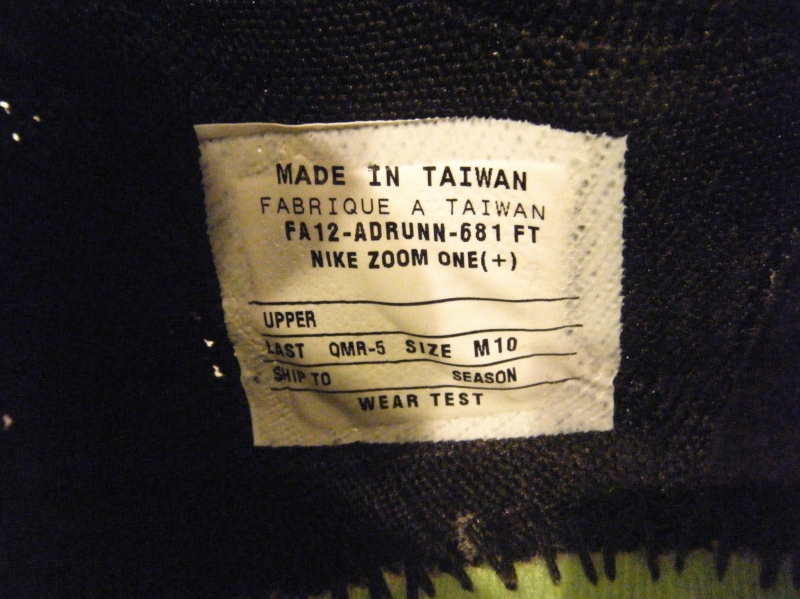 MADE IN TAIWAN
FABRIQUE A TAIWAN
FA12-ADRUNN-681 FT
NIKE ZOOM ONE(+)
UPPER
LAST QMR-5 SIZE M10
SHIP TO SEASON
WEAR TEST